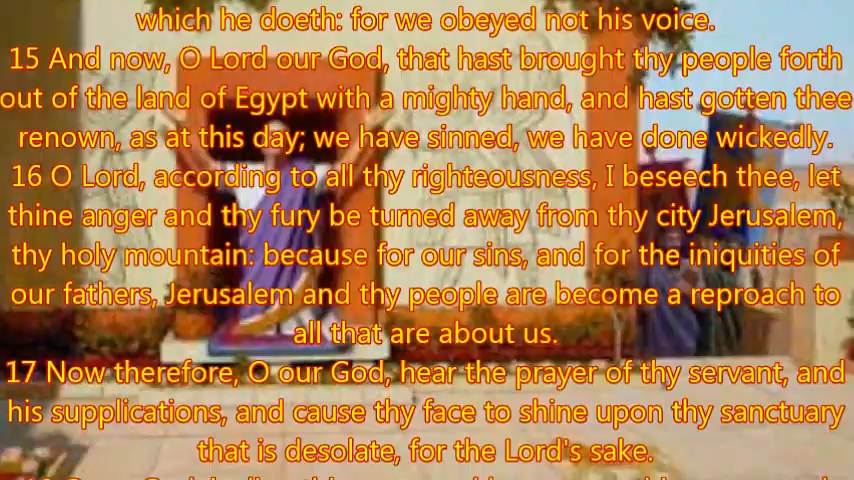 which he doeth: for we obeyed not his voice.
15 And now, O Lord our God, that hast brought thy people forth
out of the land of Egypt with a mighty hand, and hast gotten thee
renown, as at this day; we have sinned, we have done wickedly.
16 O Lord, according to all thy righteousness, I beseech thee, let
thine anger and thy fury be turned away from thy city Jerusalem,
thy holy mountain: because for our sins, and for the iniquities of
our fathers, Jerusalem and thy people are become a reproach to
all that are about us.
17 Now therefore, O our God, hear the prayer of thy servant, and
his supplications, and cause thy face to shine upon thy sanctuary
that is desolate, for the Lord's sake.